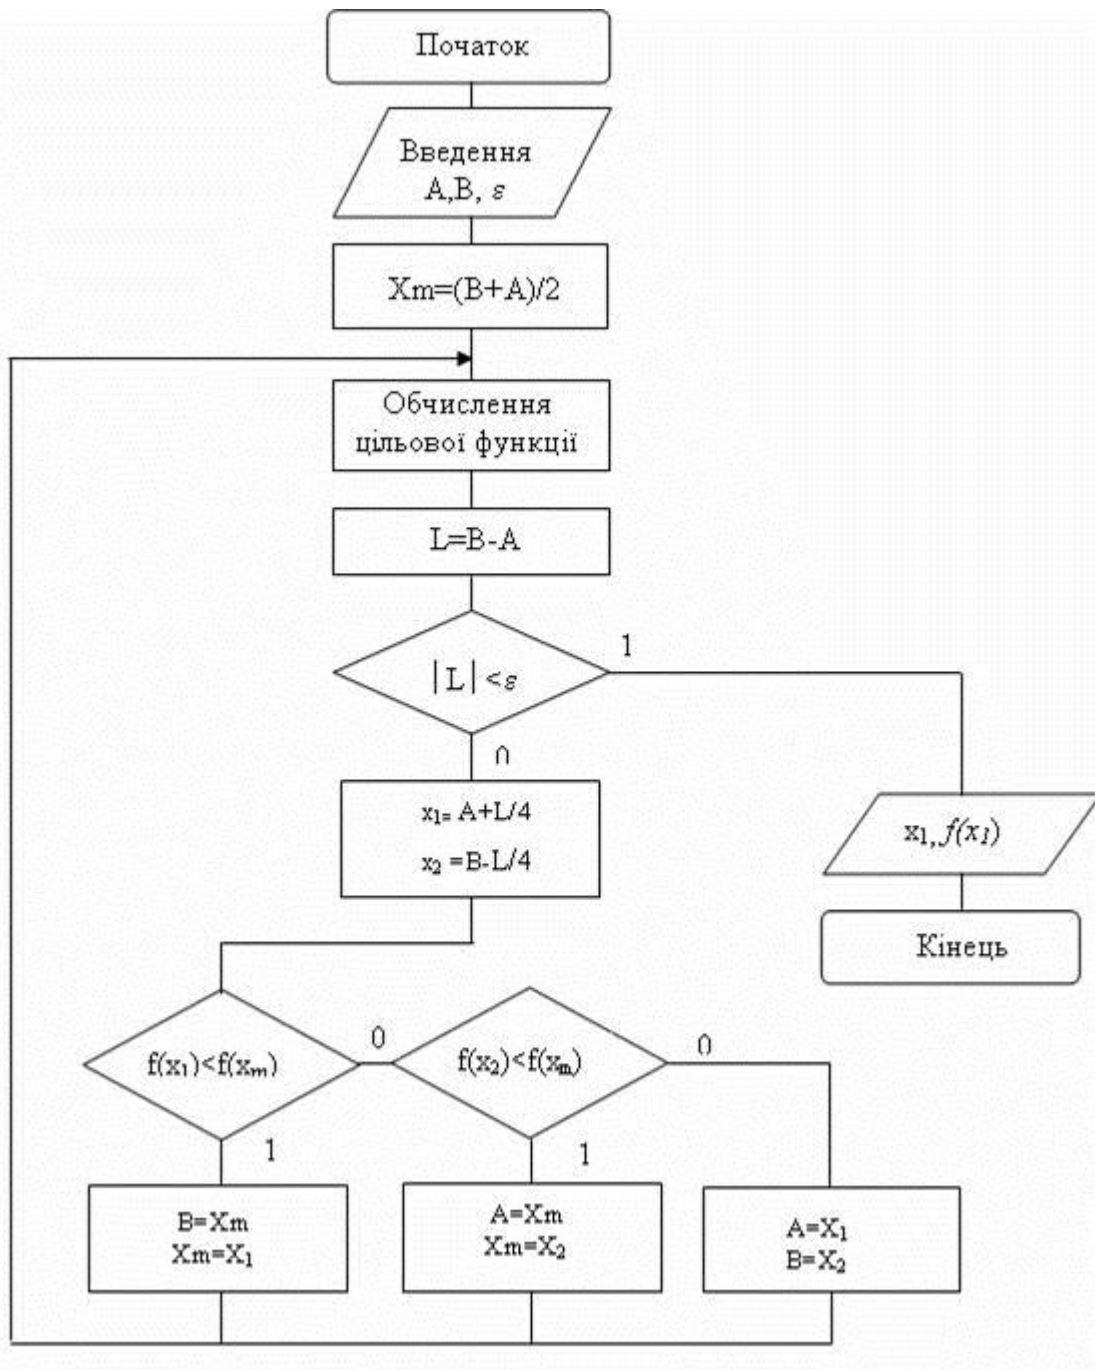 Початок
Введення
A,B, ε
Xm=(B+A)/2
Обчислення
цільової функції
L=B-A
|L|<ε
1
0
x₁= A+L/4
x₂ =B-L/4
x₁, f(x₁)
Кінець
f(x₁)<f(xₘ)
0
f(x₂)<f(xₘ)
0
1
1
B=Xm
Xm=X₁
A=Xm
Xm=X₂
A=X₁
B=X₂